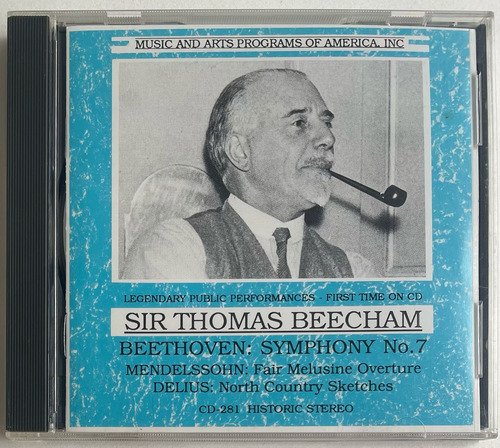 MUSIC AND ARTS PROGRAMS OF AMERICA, INC
LEGENDARY PUBLIC PERFORMANCES - FIRST TIME ON CD
SIR THOMAS BEECHAM
BEETHOVEN: SYMPHONY No.7
MENDELSSOHN: Fair Melusine Overture
DELIUS: North Country Sketches
CD-281 HISTORIC STEREO